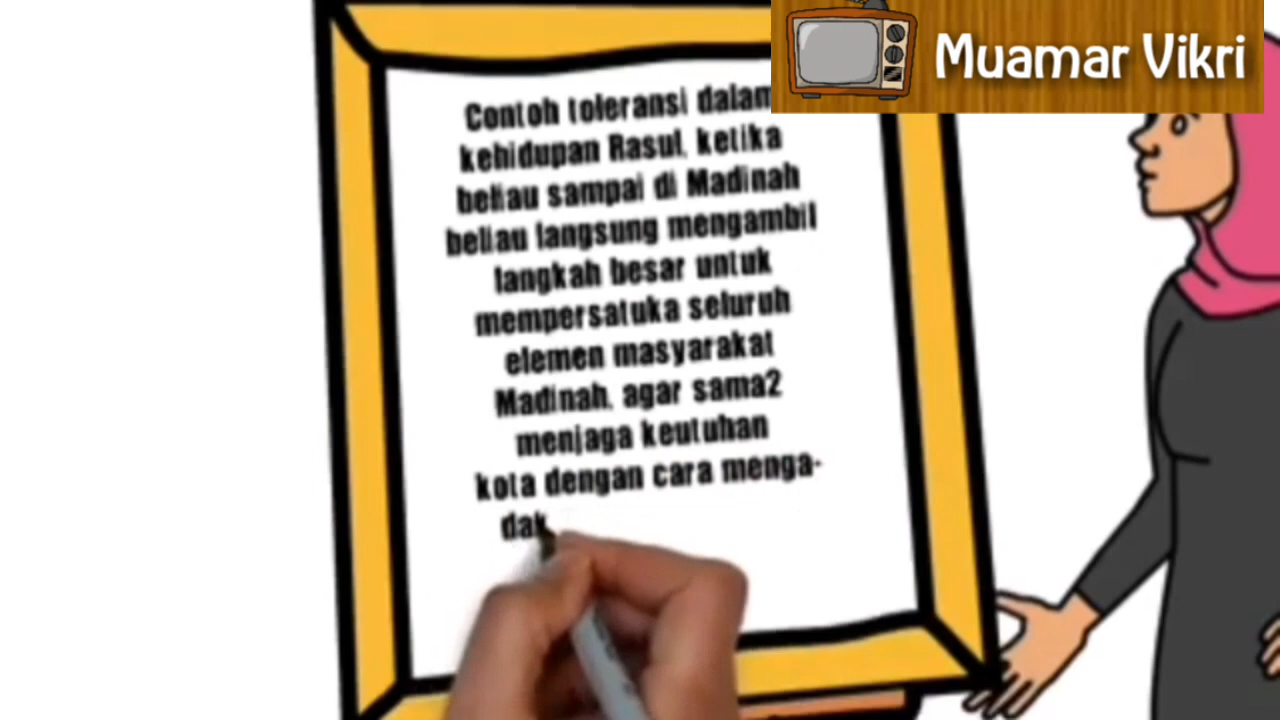 Muamar Vikri
Contoh toleransi dalam
kehidupan Rasul, ketika
beliau sampai di Madinah
beliau langsung mengambil
langkah besar untuk
mempersatuka seluruh
elemen masyarakat
Madinah, agar sama2
menjaga keutuhan
kota dengan cara menga-
dak